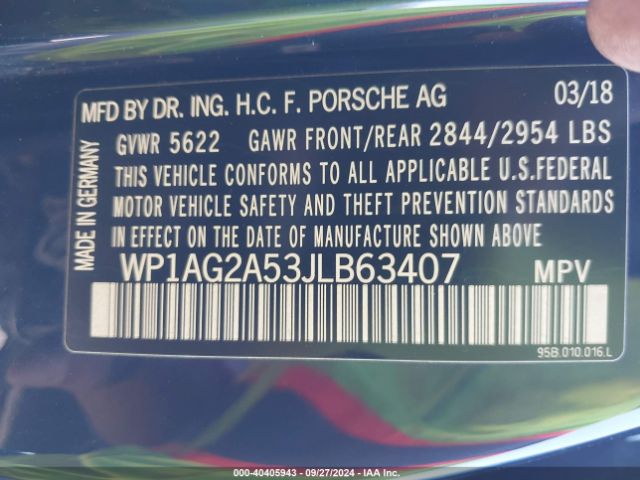 MFD BY DR. ING. H.C. F. PORSCHE AG 03/18
GVWR 5622 GAWR FRONT/REAR 2844/2954 LBS
THIS VEHICLE CONFORMS TO ALL APPLICABLE U.S.FEDERAL
MOTOR VEHICLE SAFETY AND THEFT PREVENTION STANDARDS
IN EFFECT ON THE DATE OF MANUFACTURE SHOWN ABOVE.
MADE IN GERMANY
WP1AG2A53JLB63407 MPV
95B.010.016.L
000-40405943 - 09/27/2024 - IAA Inc.